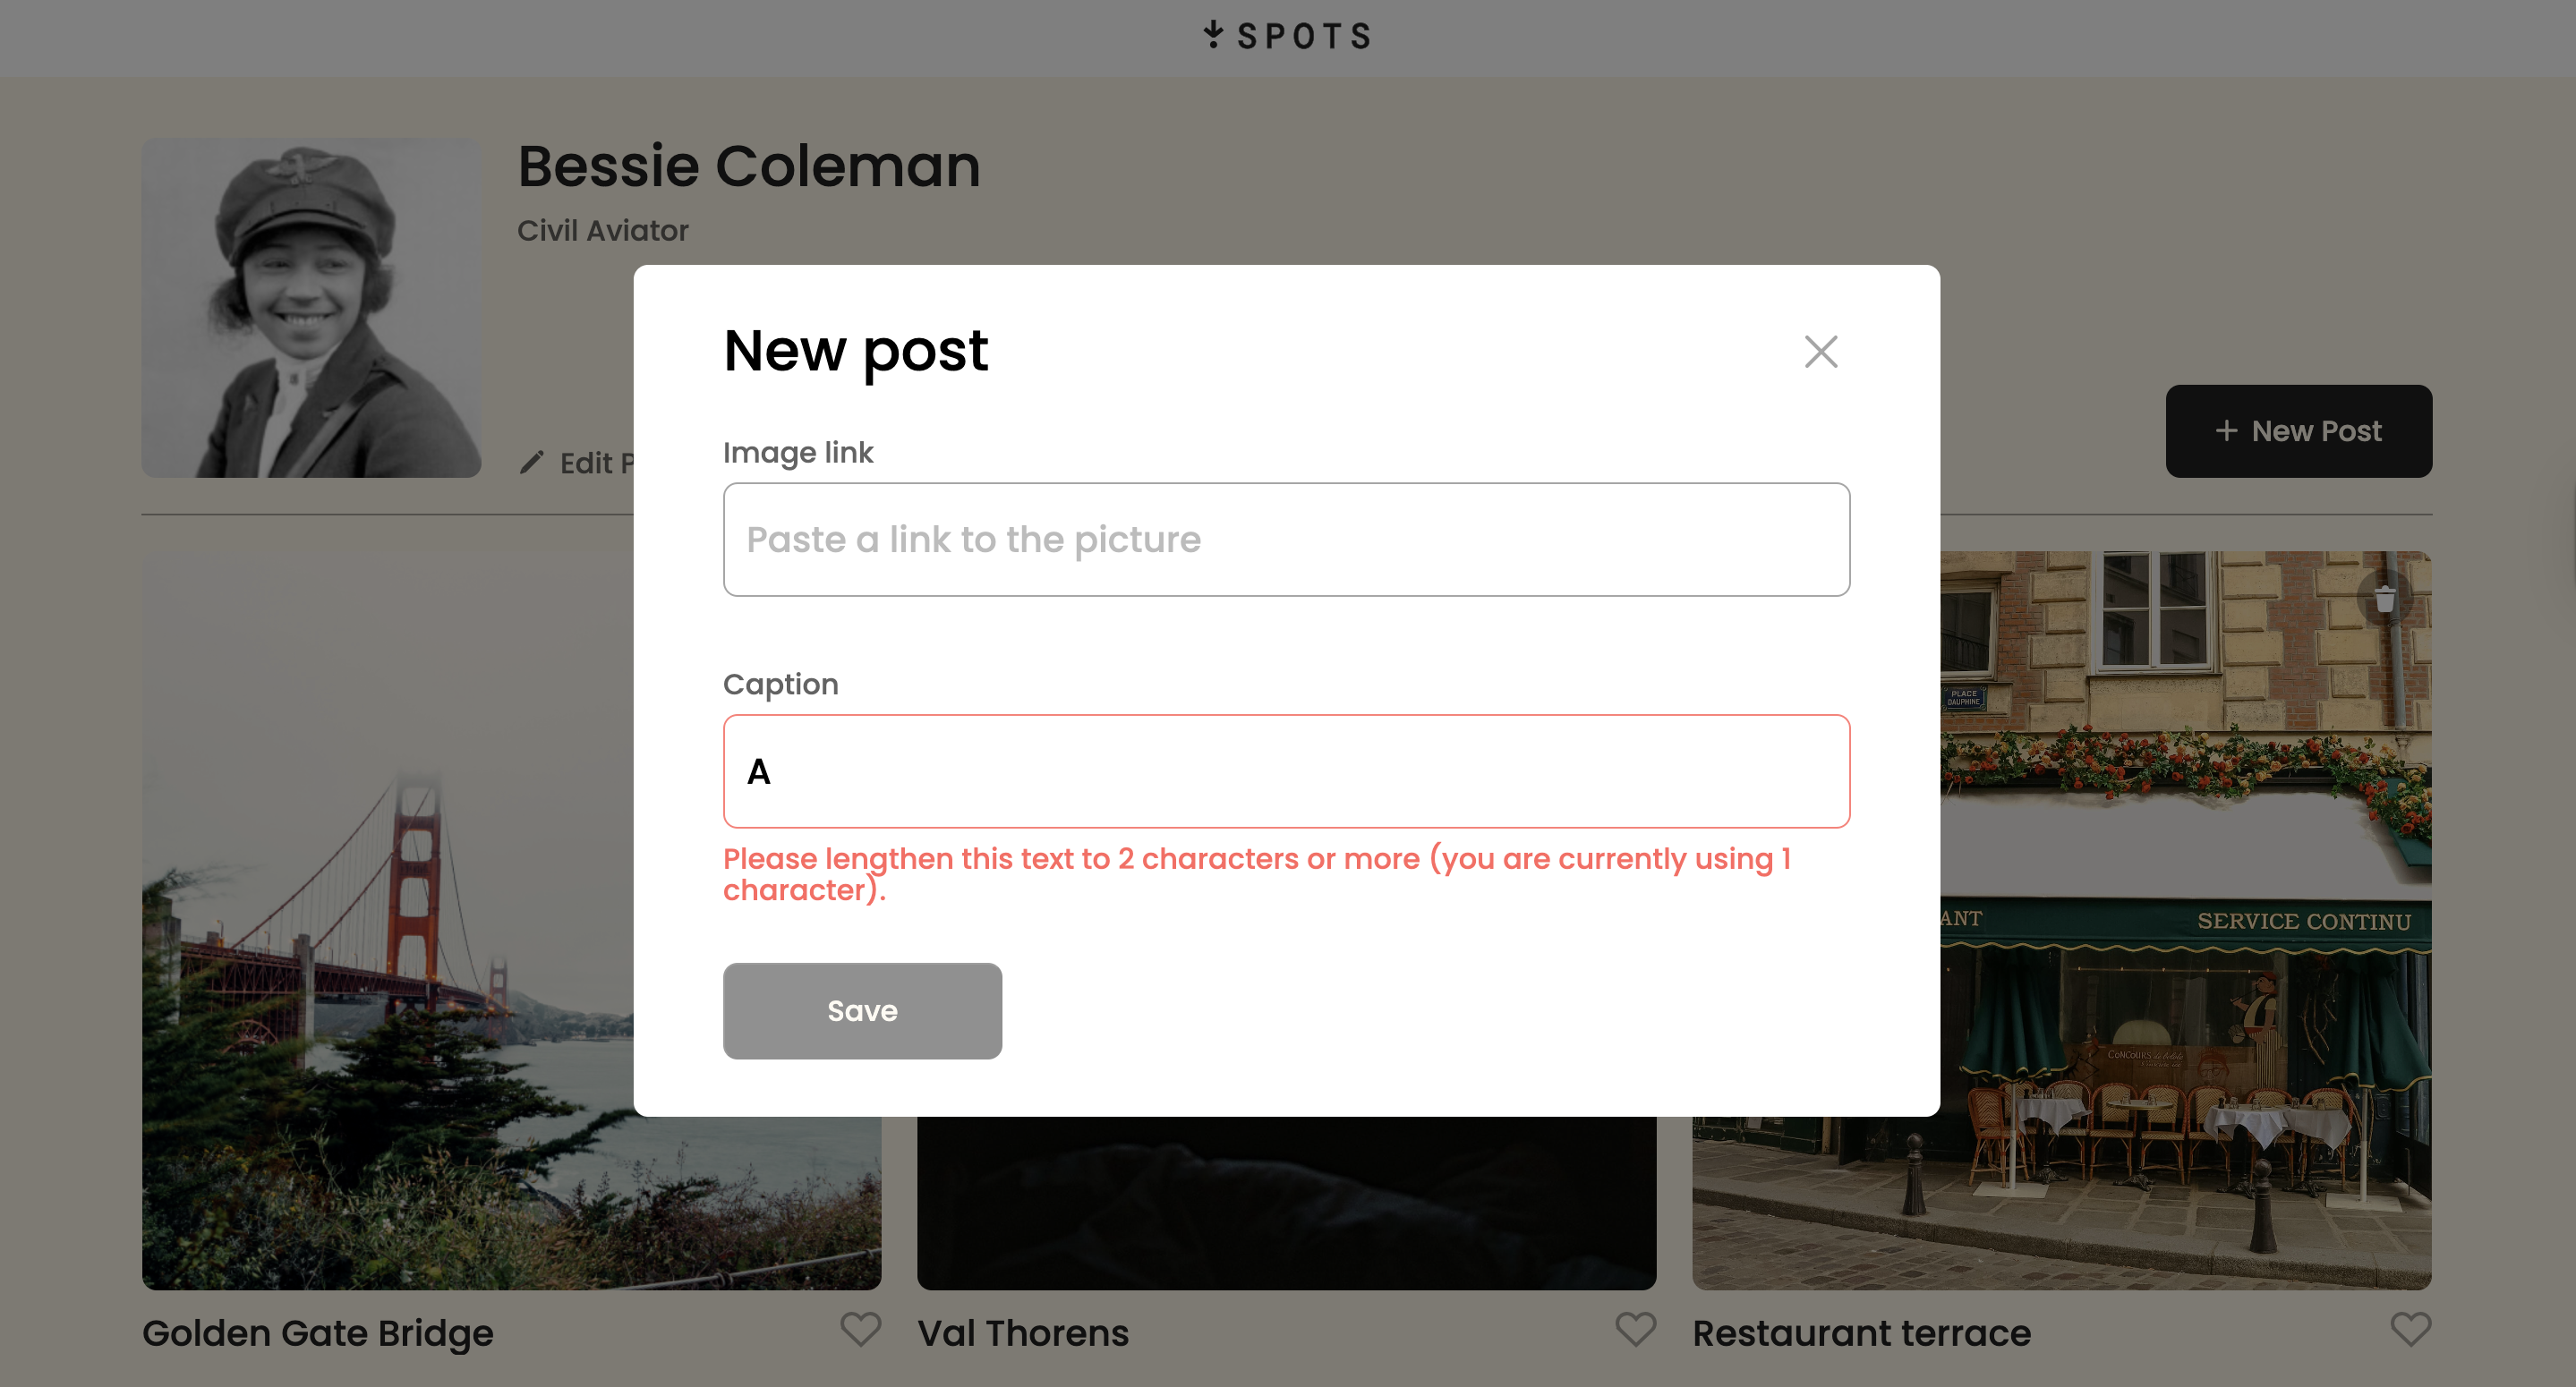 SPOTS
Bessie Coleman
Civil Aviator
Edit P
+ New Post
New post
Image link
Paste a link to the picture
Caption
A
Please lengthen this text to 2 characters or more (you are currently using 1
character).
Save
PLACE
DAUPHINE
ANT
SERVICE CONTINU
CONCOURS
Golden Gate Bridge
Val Thorens
Restaurant terrace